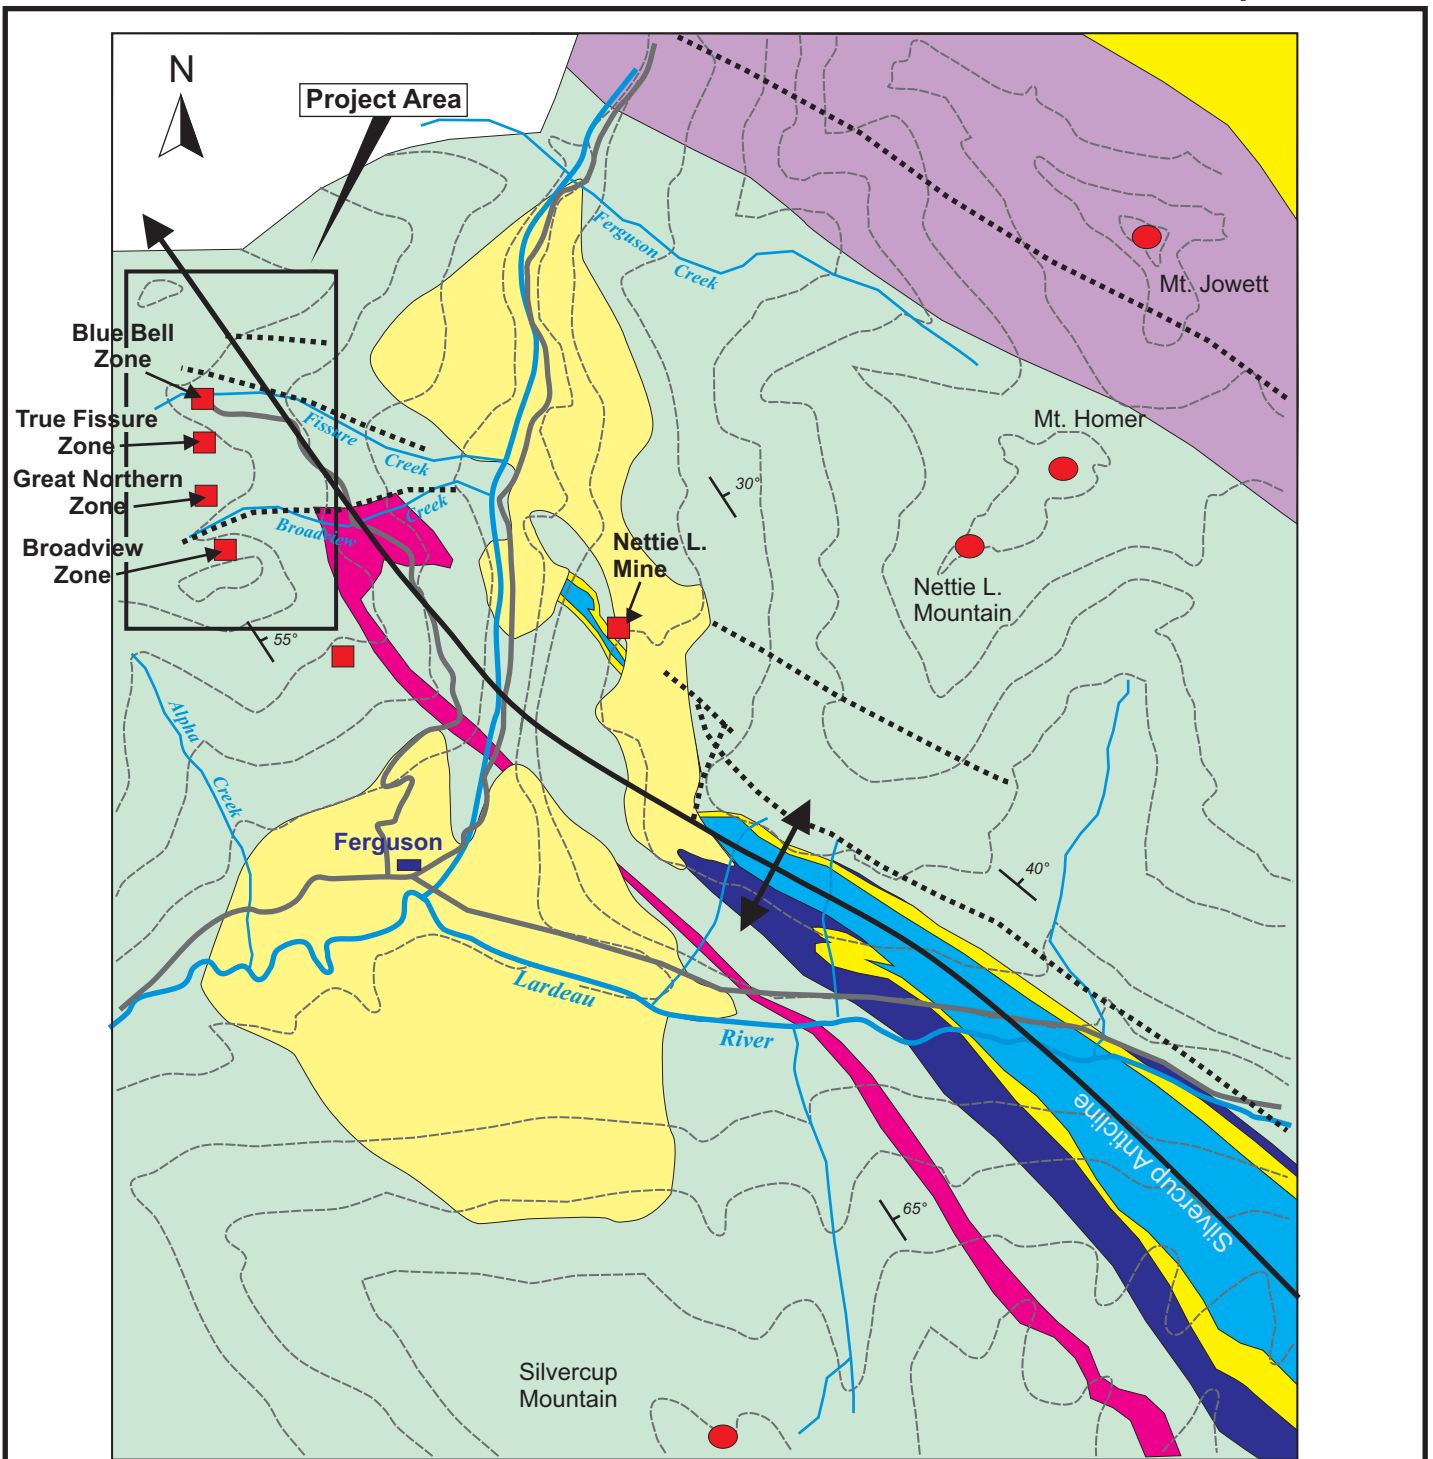 N
Project Area
Ferguson
Creek
Mt. Jowett
Blue Bell
Zone
True Fissure
Zone
Fissure
Creek
Mt. Homer
Great Northern
Zone
30°
Broadview
Creek
Broadview
Zone
Nettie L.
Mine
Nettie L.
Mountain
55°
Alpha
Creek
Ferguson
40°
Lardeau
River
Silvercup Anticline
65°
Silvercup
Mountain